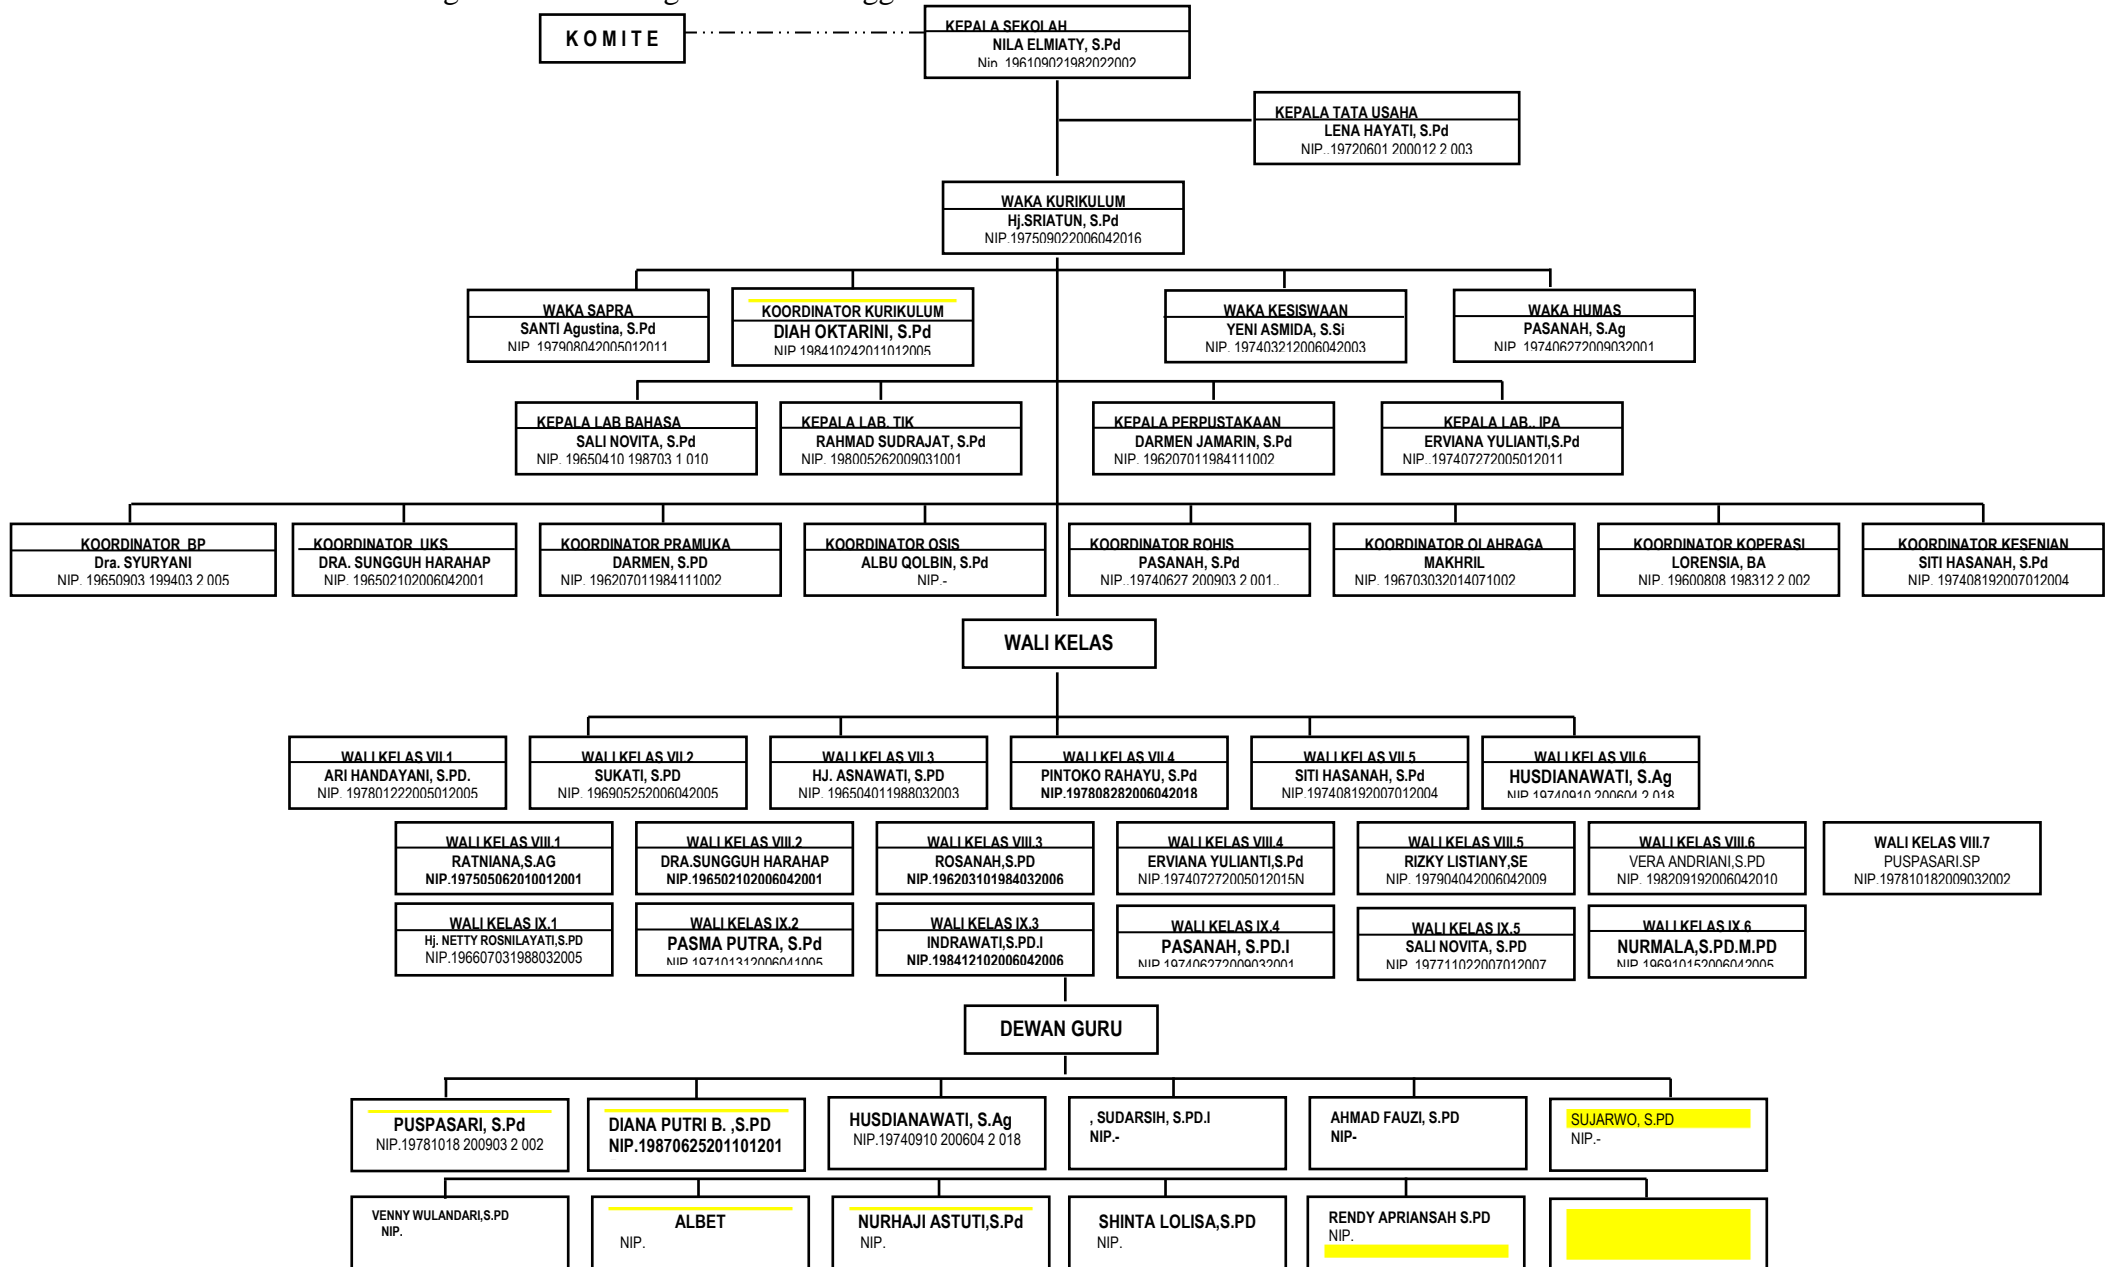 KOMITE
KEPALA SEKOLAH
NILA ELMIATY, S.Pd
Nip. 196109021982022002
KEPALA TATA USAHA
LENA HAYATI, S.Pd
NIP..19720601 200012 2 003
WAKA KURIKULUM
Hj.SRIATUN, S.Pd
NIP.197509022006042016
WAKA SAPRA
SANTI Agustina, S.Pd
NIP. 197908042005012011
KOORDINATOR KURIKULUM
DIAH OKTARINI, S.Pd
NIP.198410242011012005
WAKA KESISWAAN
YENI ASMIDA, S.Si
NIP. 197403212006042003
WAKA HUMAS
PASANAH, S.Ag
NIP. 197406272009032001
KEPALA LAB BAHASA
SALI NOVITA, S.Pd
NIP. 19650410 198703 1 010
KEPALA LAB. TIK
RAHMAD SUDRAJAT, S.Pd
NIP. 198005262009031001
KEPALA PERPUSTAKAAN
DARMEN JAMARIN, S.Pd
NIP. 196207011984111002
KEPALA LAB.. IPA
ERVIANA YULIANTI,S.Pd
NIP..197407272005012011
KOORDINATOR BP
Dra. SYURYANI
NIP. 19650903 199403 2 005
KOORDINATOR UKS
DRA. SUNGGUH HARAHAP
NIP. 196502102006042001
KOORDINATOR PRAMUKA
DARMEN, S.PD
NIP. 196207011984111002
KOORDINATOR OSIS
ALBU QOLBIN, S.Pd
NIP.-
KOORDINATOR ROHIS
PASANAH, S.Pd
NIP..19740627 200903 2 001..
KOORDINATOR OLAHRAGA
MAKHRIL
NIP. 196703032014071002
KOORDINATOR KOPERASI
LORENSIA, BA
NIP. 19600808 198312 2 002
KOORDINATOR KESENIAN
SITI HASANAH, S.Pd
NIP. 197408192007012004
WALI KELAS
WALI KELAS VII.1
ARI HANDAYANI, S.PD.
NIP. 197801222005012005
WALI KELAS VII.2
SUKATI, S.PD
NIP. 196905252006042005
WALI KELAS VII.3
HJ. ASNAWATI, S.PD
NIP. 196504011988032003
WALI KELAS VII.4
PINTOKO RAHAYU, S.Pd
NIP.197808282006042018
WALI KELAS VII.5
SITI HASANAH, S.Pd
NIP.197408192007012004
WALI KELAS VII.6
HUSDIANAWATI, S.Ag
NIP.19740910 200604 2 018
WALI KELAS VIII.1
RATNIANA,S.AG
NIP.197505062010012001
WALI KELAS VIII.2
DRA.SUNGGUH HARAHAP
NIP.196502102006042001
WALI KELAS VIII.3
ROSANAH,S.PD
NIP.196203101984032006
WALI KELAS VIII.4
ERVIANA YULIANTI,S.Pd
NIP.197407272005012015N
WALI KELAS VIII.5
RIZKY LISTIANY,SE
NIP. 197904042006042009
WALI KELAS VIII.6
VERA ANDRIANI,S.PD
NIP. 198209192006042010
WALI KELAS VIII.7
PUSPASARI.SP
NIP.197810182009032002
WALI KELAS IX.1
Hj. NETTY ROSNILAYATI,S.PD
NIP.196607031988032005
WALI KELAS IX.2
PASMA PUTRA, S.Pd
NIP.197101312006041005
WALI KELAS IX.3
INDRAWATI,S.PD.I
NIP.198412102006042006
WALI KELAS IX.4
PASANAH, S.PD.I
NIP.197406272009032001
WALI KELAS IX.5
SALI NOVITA, S.PD
NIP. 197711022007012007
WALI KELAS IX.6
NURMALA,S.PD.M.PD
NIP.196910152006042005
DEWAN GURU
PUSPASARI, S.Pd
NIP.19781018 200903 2 002
DIANA PUTRI B. ,S.PD
NIP.19870625201101201
HUSDIANAWATI, S.Ag
NIP.19740910 200604 2 018
, SUDARSIH, S.PD.I
NIP.-
AHMAD FAUZI, S.PD
NIP-
SUJARWO, S.PD
NIP.-
VENNY WULANDARI,S.PD
NIP.
ALBET
NIP.
NURHAJI ASTUTI,S.Pd
NIP.
SHINTA LOLISA,S.PD
NIP.
RENDY APRIANSAH S.PD
NIP.